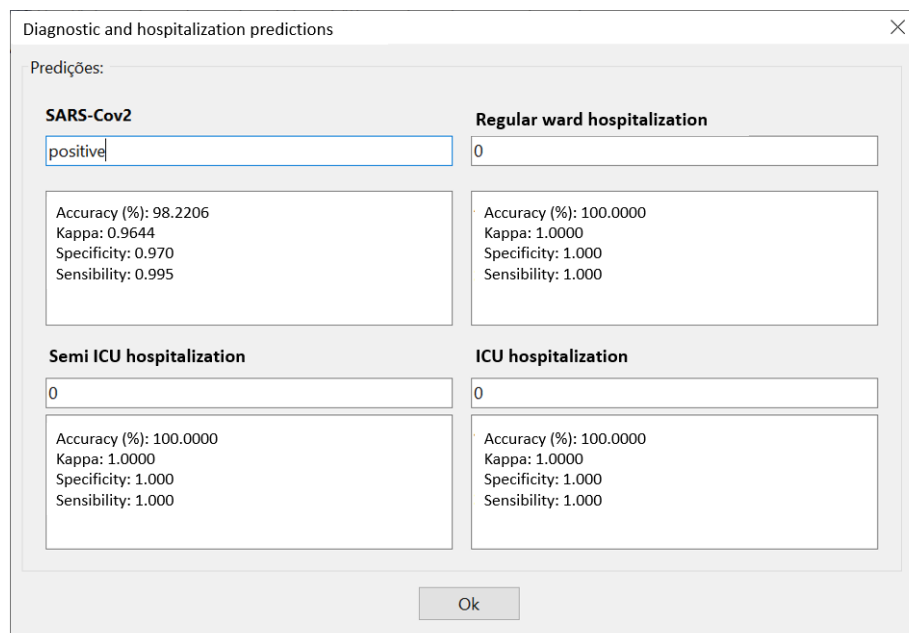 Diagnostic and hospitalization predictions
Predições:
SARS-Cov2
positive
Accuracy (%): 98.2206
Kappa: 0.9644
Specificity: 0.970
Sensibility: 0.995
Regular ward hospitalization
0
Accuracy (%): 100.0000
Kappa: 1.0000
Specificity: 1.000
Sensibility: 1.000
Semi ICU hospitalization
0
Accuracy (%): 100.0000
Kappa: 1.0000
Specificity: 1.000
Sensibility: 1.000
ICU hospitalization
0
Accuracy (%): 100.0000
Kappa: 1.0000
Specificity: 1.000
Sensibility: 1.000
Ok